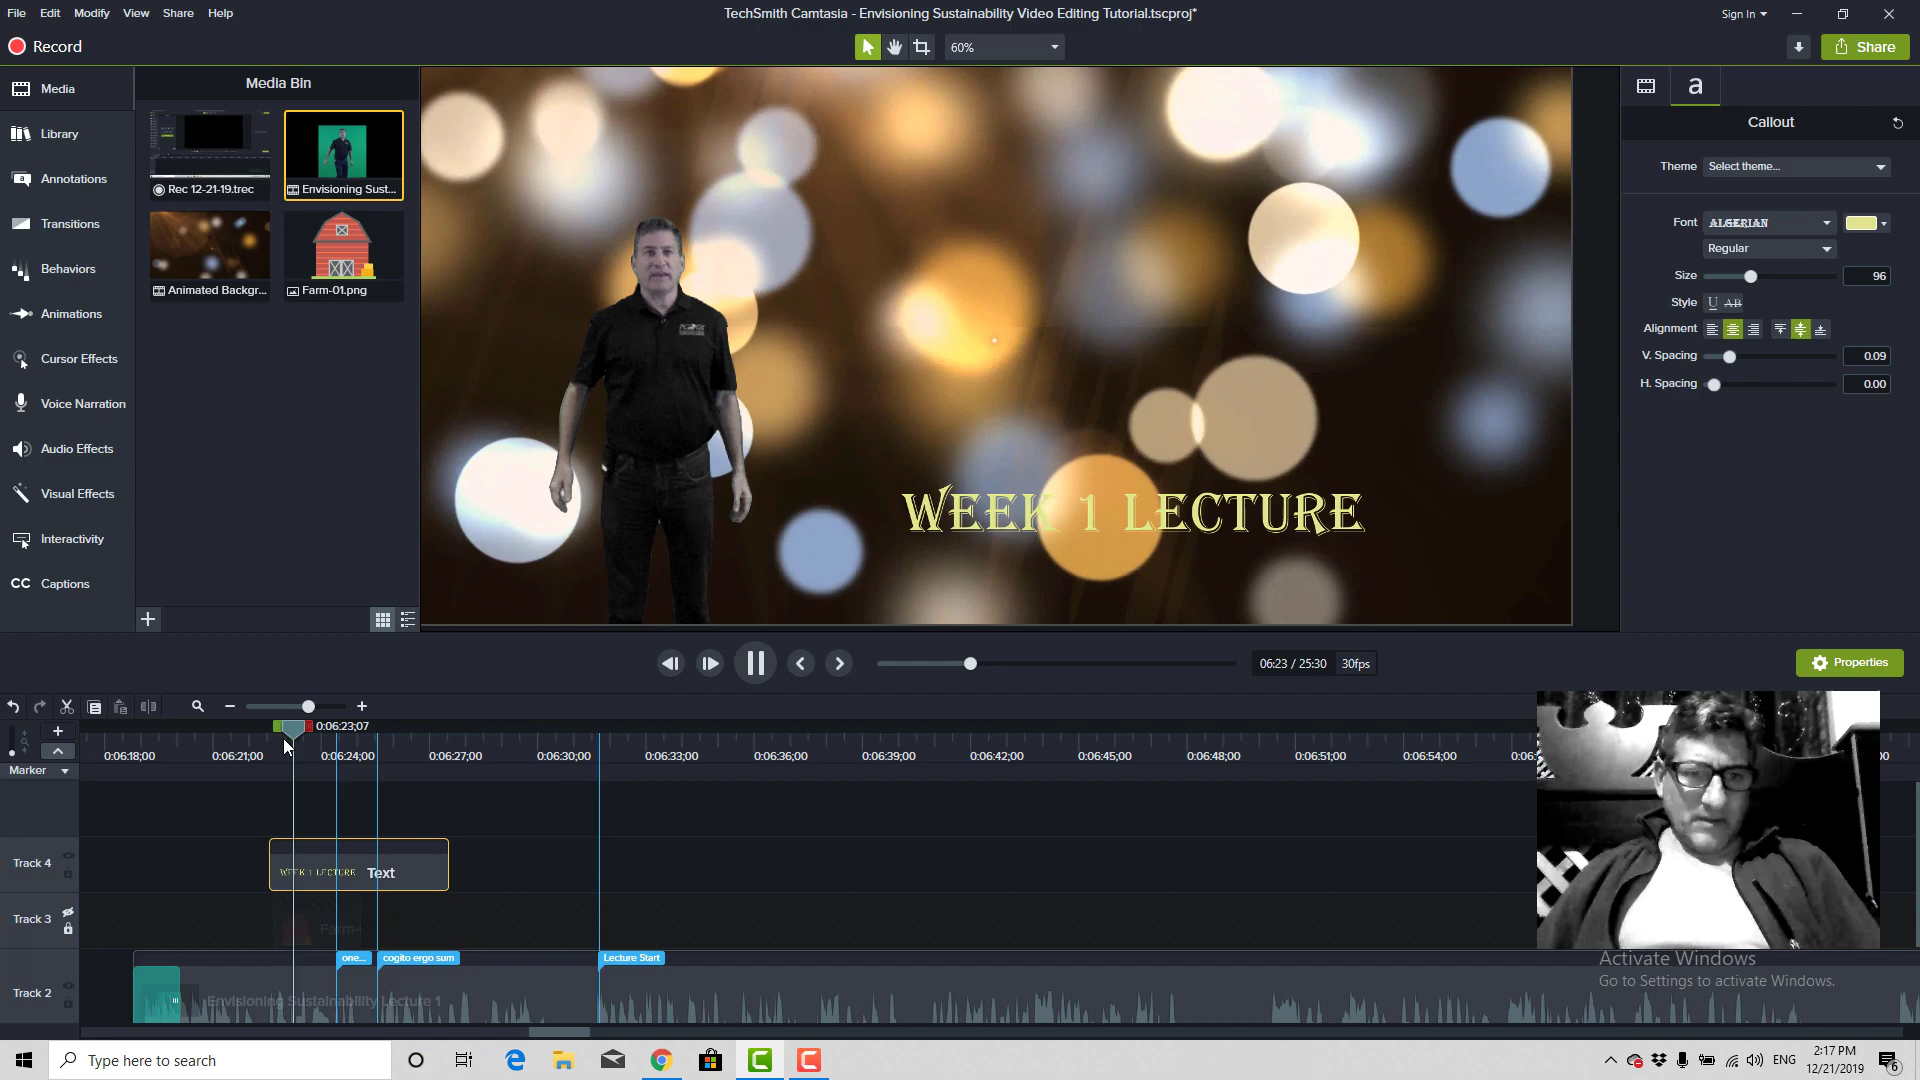 File Edit Modify View Share Help
TechSmith Camtasia - Envisioning Sustainability Video Editing Tutorial.tscproj*
Sign In
Record
60%
Share
Media
Library
Annotations
Transitions
Behaviors
Animations
Cursor Effects
Voice Narration
Audio Effects
Visual Effects
Interactivity
CC Captions
Media Bin
Rec 12-21-19.trec
Envisioning Sust...
Animated Backgr...
Farm-01.png
WEEK 1 LECTURE
a
Callout
Theme Select theme...
Font ALGERIAN
Regular
Size 96
Style U AB
Alignment
V. Spacing 0.09
H. Spacing 0.00
06:23 / 25:30 30fps
Properties
0:06:23;07
0:06:18;00 0:06:21;00 0:06:24;00 0:06:27;00 0:06:30;00 0:06:33;00 0:06:36;00 0:06:39;00 0:06:42;00 0:06:45;00 0:06:48;00 0:06:51;00 0:06:54;00
Marker
Track 4
WEEK 1 LECTURE Text
Track 3
Farm-
one... cogito ergo sum Lecture Start
Track 2
Envisioning Sustainability Lecture 1
Activate Windows
Go to Settings to activate Windows.
Type here to search
ENG
2:17 PM
12/21/2019
6